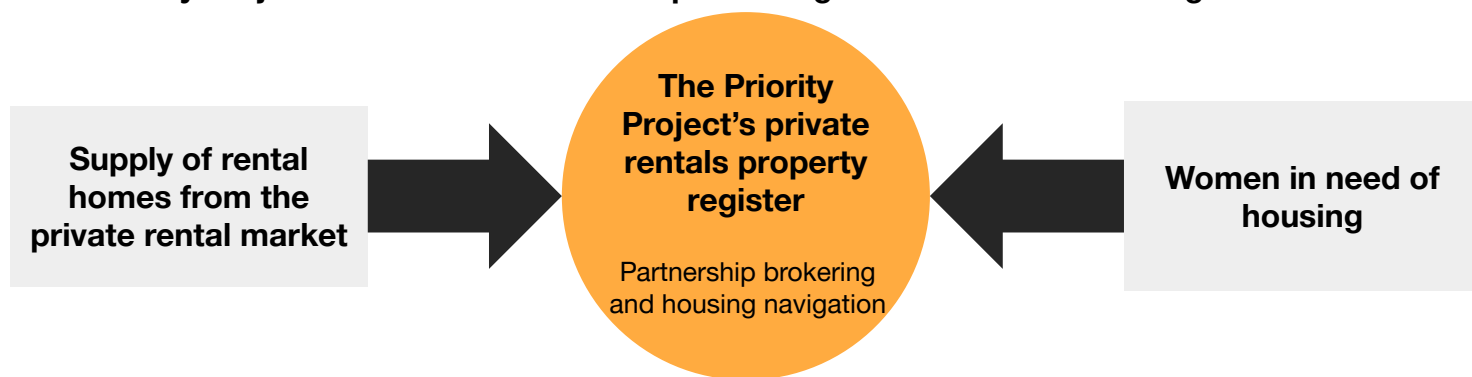 Supply of rental
homes from the
private rental market
The Priority
Project’s private
rentals property
register
Partnership brokering
and housing navigation
Women in need of
housing